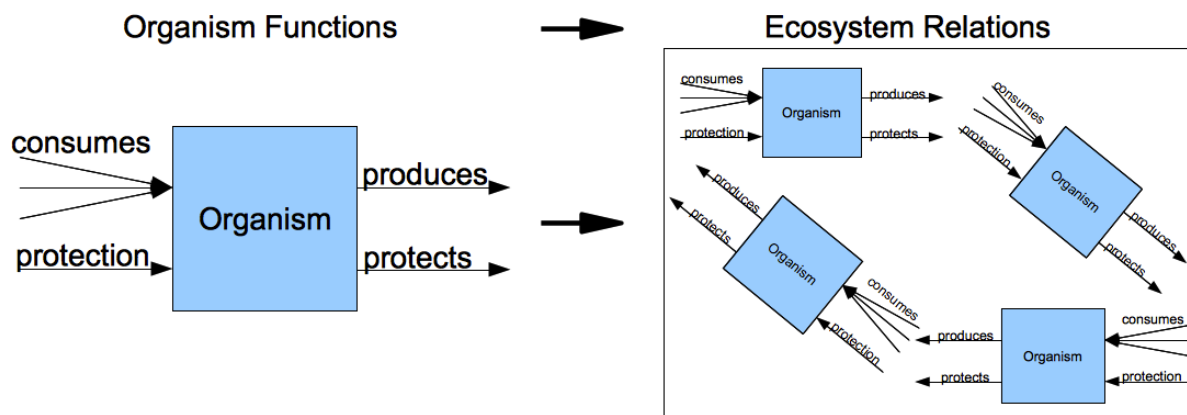 Organism Functions
Ecosystem Relations
consumes
protection
Organism
produces
protects
consumes
protection
Organism
produces
protects
consumes
protection
Organism
produces
protects
produces
protects
Organism
consumes
protection
produces
protects
Organism
consumes
protection